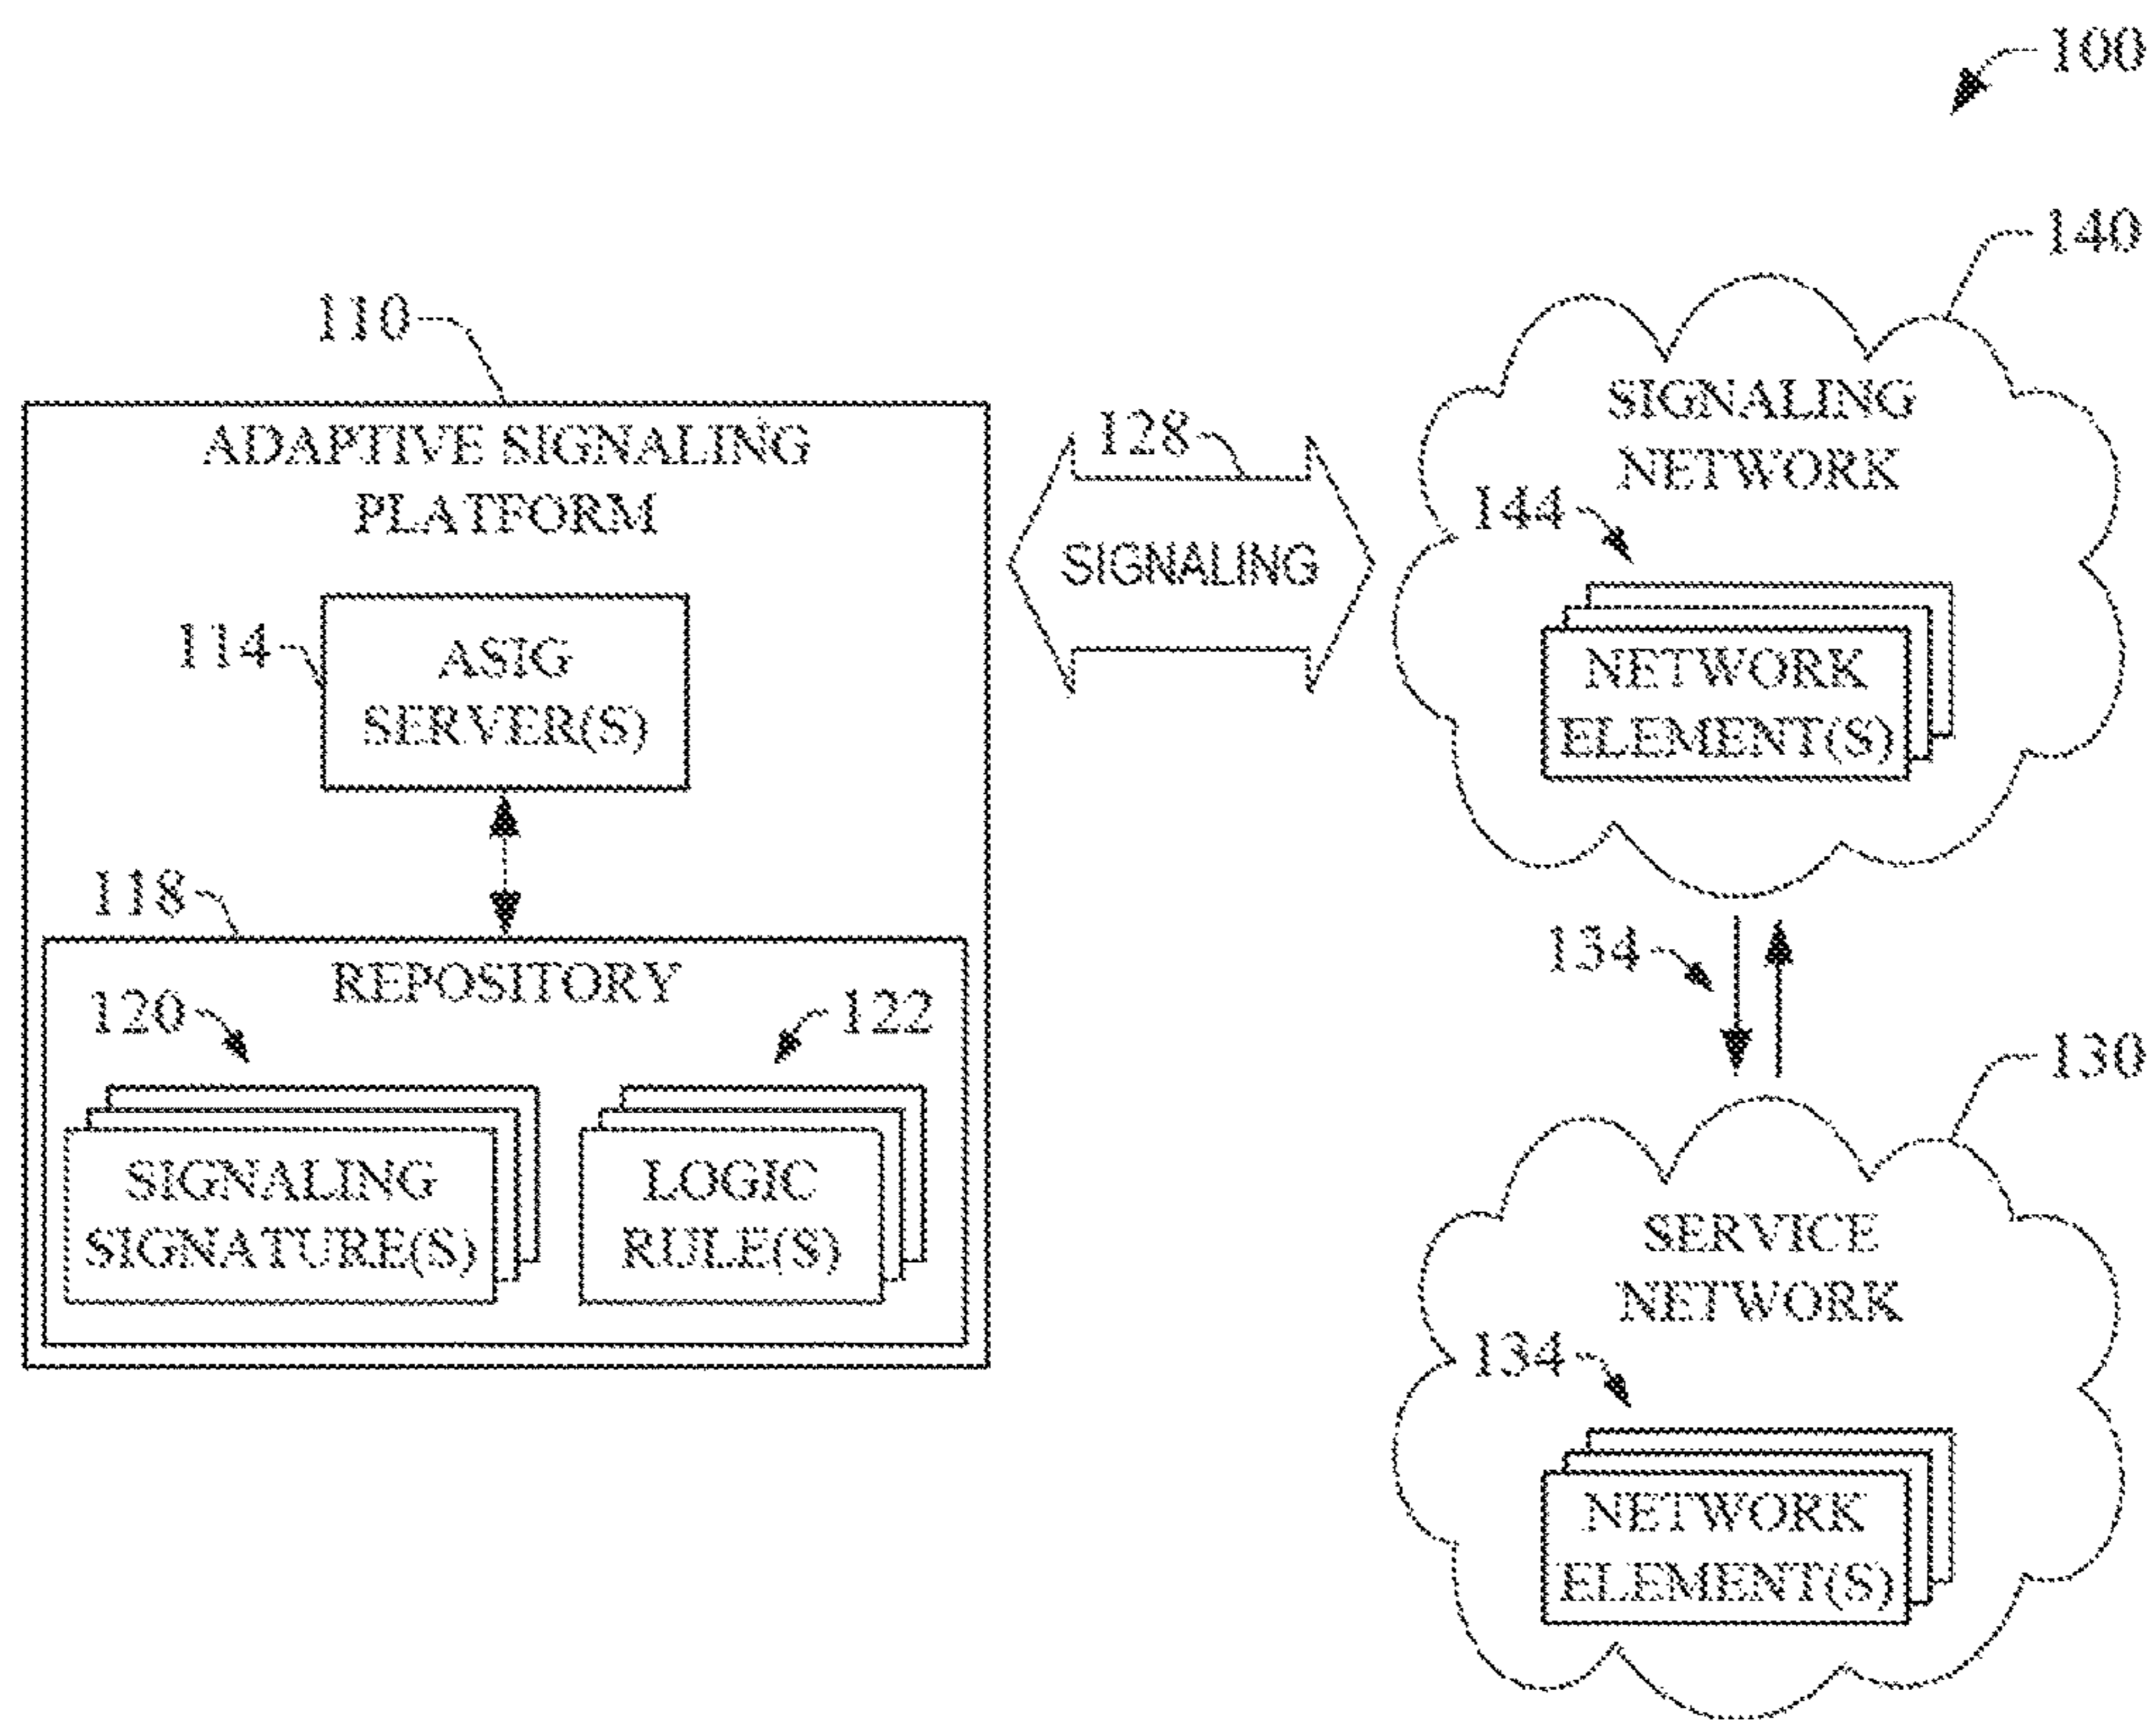 100
140
110
ADAPTIVE SIGNALING
PLATFORM
128
SIGNALING
SIGNALING
NETWORK
144
NETWORK
ELEMENT(S)
114
ASIG
SERVER(S)
118
REPOSITORY
120
122
SIGNALING
SIGNATURE(S)
LOGIC
RULE(S)
134
130
SERVICE
NETWORK
134
NETWORK
ELEMENT(S)